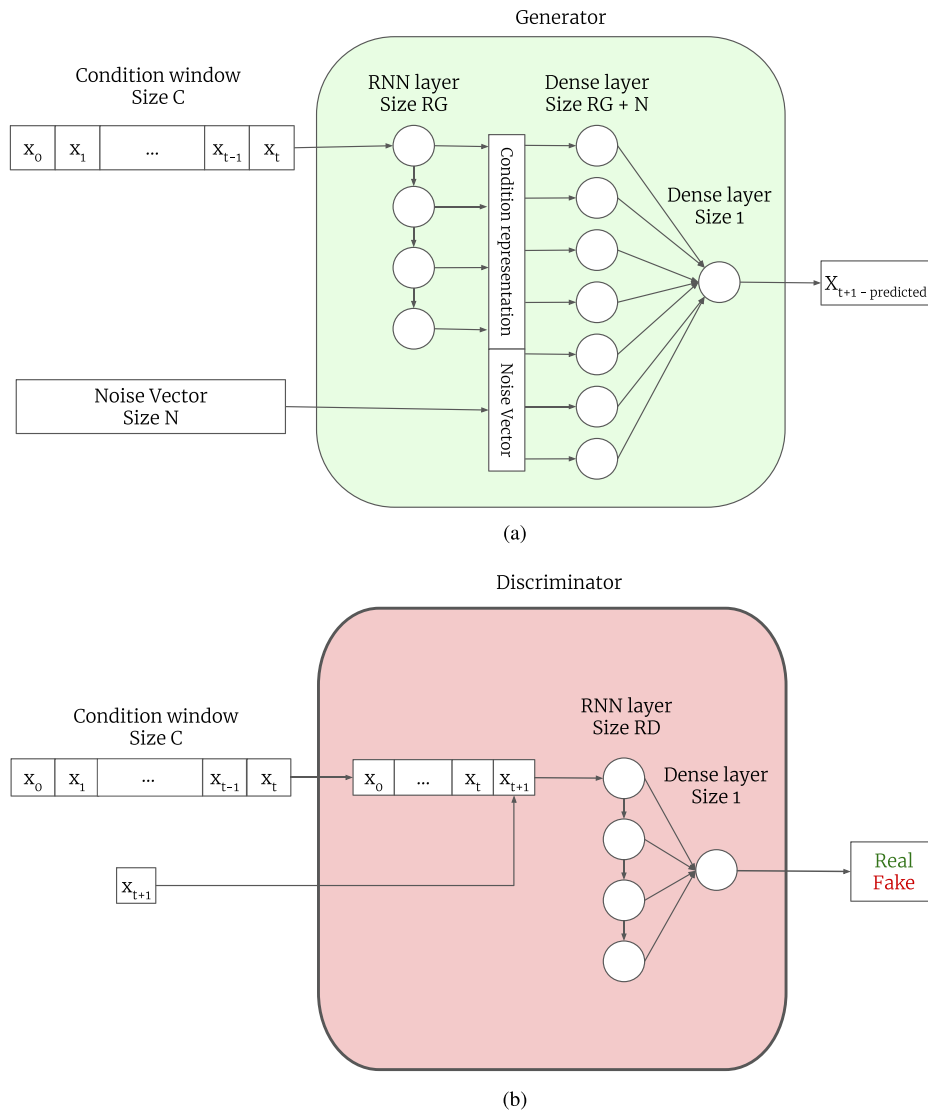 Generator
Condition window
Size C
x₀ x₁ ... xₜ₋₁ xₜ
RNN layer
Size RG
Dense layer
Size RG + N
Condition representation
Noise Vector
Dense layer
Size 1
Xₜ₊₁ - predicted
Noise Vector
Size N
(a)
Discriminator
Condition window
Size C
x₀ x₁ ... xₜ₋₁ xₜ
x₀ ... xₜ xₜ₊₁
RNN layer
Size RD
Dense layer
Size 1
xₜ₊₁
Real
Fake
(b)